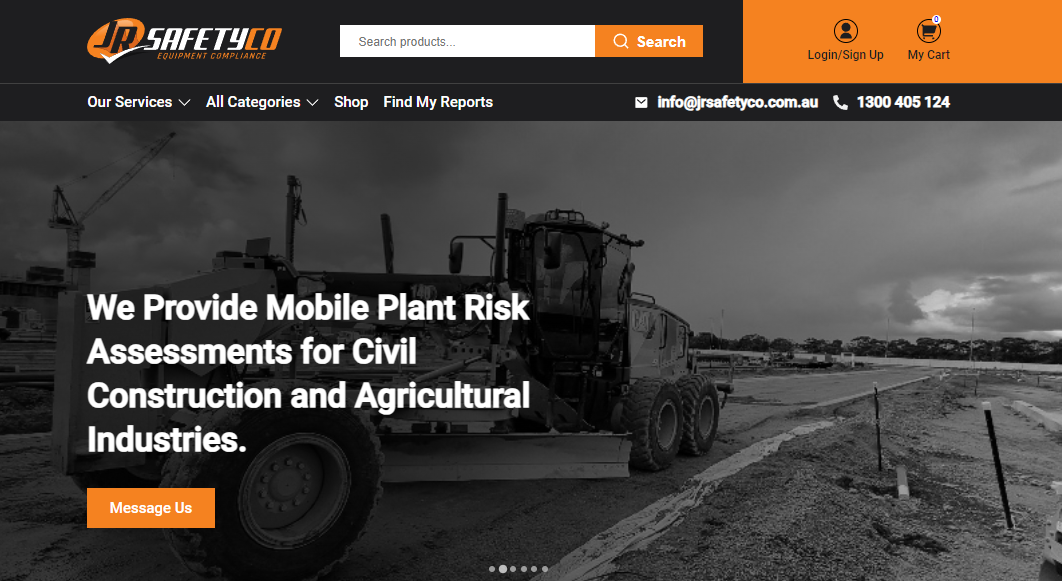 JR SAFETYCO
EQUIPMENT COMPLIANCE
Search products...
Search
Login/Sign Up
0
My Cart
Our Services
All Categories
Shop
Find My Reports
info@jrsafetyco.com.au
1300 405 124
We Provide Mobile Plant Risk
Assessments for Civil
Construction and Agricultural
Industries.
Message Us